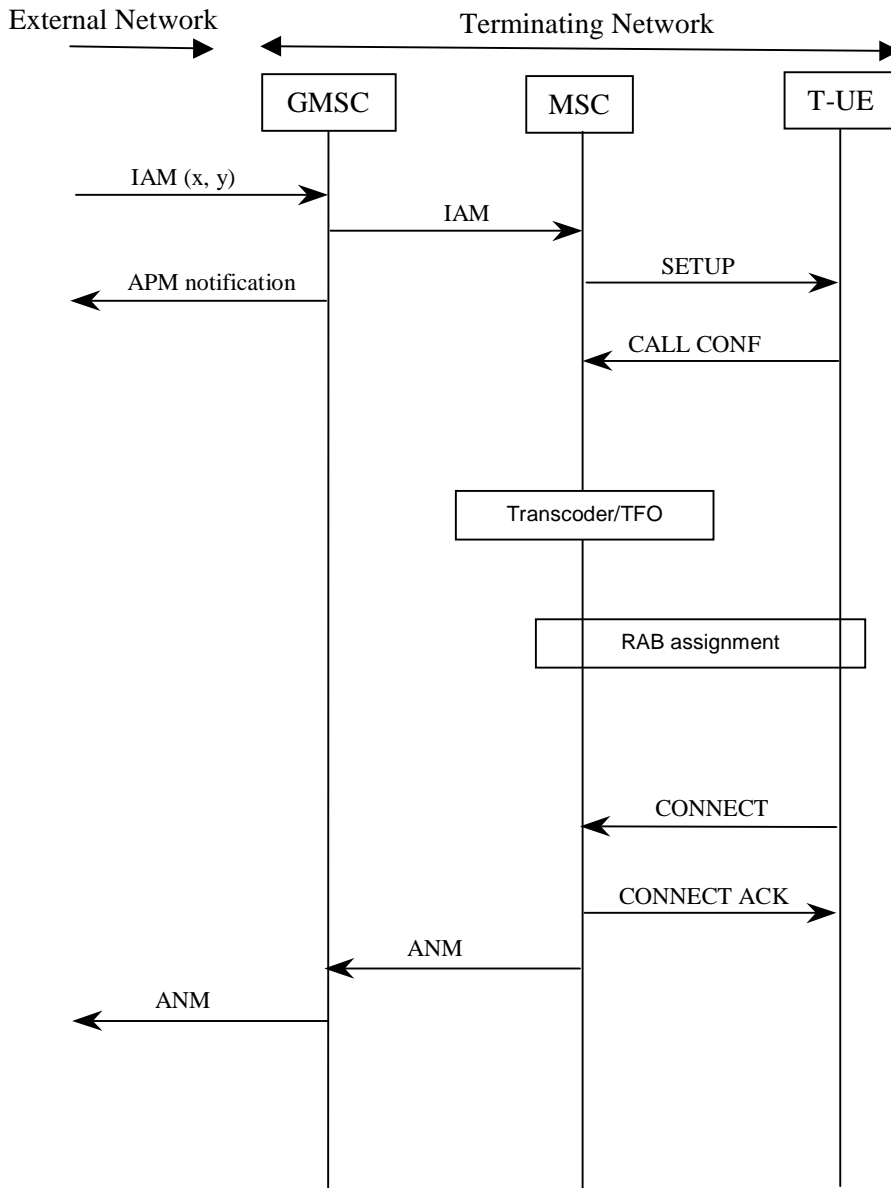 External Network
Terminating Network
GMSC
MSC
T-UE
IAM (x, y)
IAM
SETUP
APM notification
CALL CONF
Transcoder/TFO
RAB assignment
CONNECT
CONNECT ACK
ANM
ANM